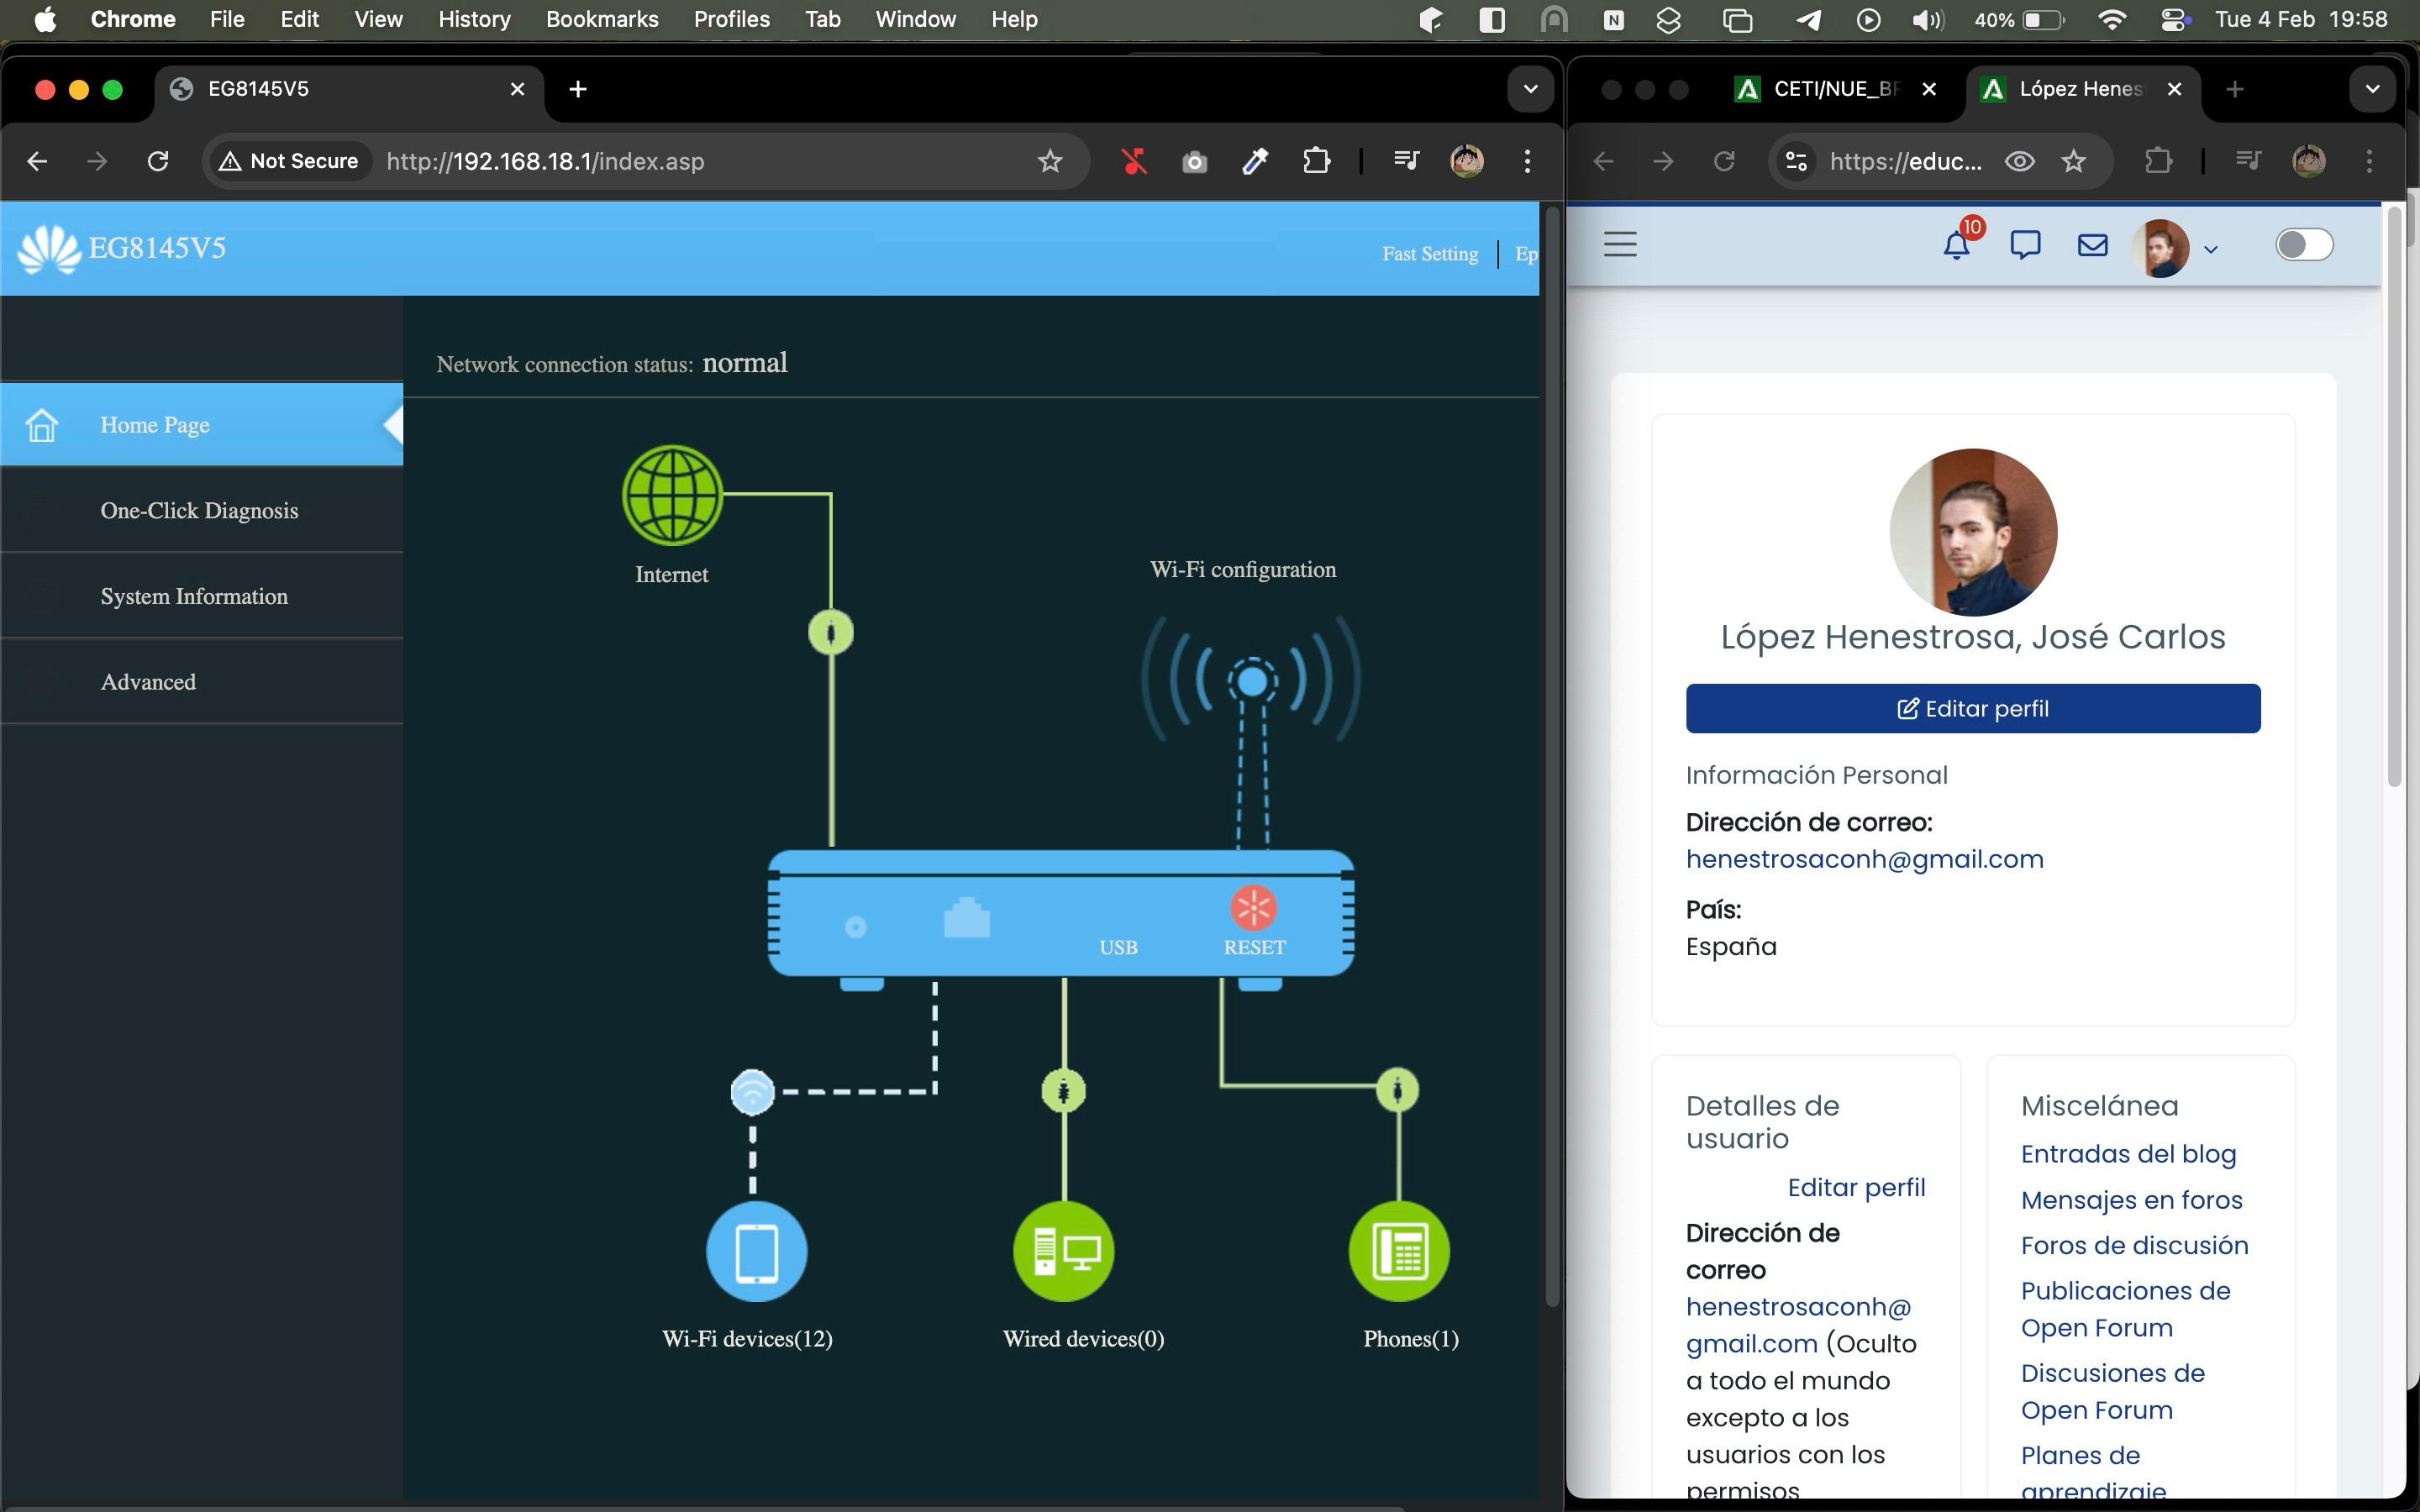 Chrome File Edit View History Bookmarks Profiles Tab Window Help
N
40%
Tue 4 Feb 19:58
EG8145V5
Not Secure
http://192.168.18.1/index.asp
EG8145V5
Fast Setting
Ep
Home Page
One-Click Diagnosis
System Information
Advanced
Network connection status: normal
Internet
Wi-Fi configuration
USB
RESET
Wi-Fi devices(12)
Wired devices(0)
Phones(1)
CETI/NUE_BR
López Henes
https://educ...
10
López Henestrosa, José Carlos
Editar perfil
Información Personal
Dirección de correo:
henestrosaconh@gmail.com
País:
España
Detalles de
usuario
Editar perfil
Dirección de
correo
henestrosaconh@
gmail.com (Oculto
a todo el mundo
excepto a los
usuarios con los
permisos
Miscelánea
Entradas del blog
Mensajes en foros
Foros de discusión
Publicaciones de
Open Forum
Discusiones de
Open Forum
Planes de
aprendizaje